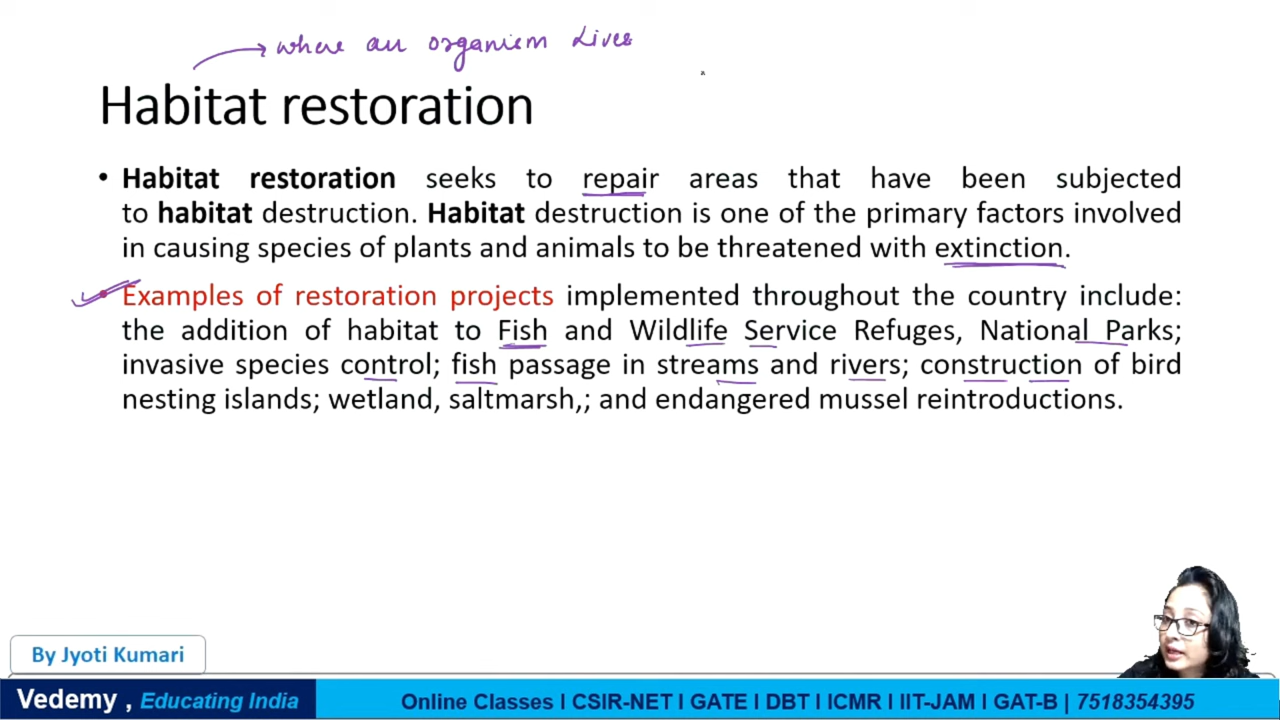 where an organism lives
Habitat restoration
• Habitat restoration seeks to repair areas that have been subjected
to habitat destruction. Habitat destruction is one of the primary factors involved
in causing species of plants and animals to be threatened with extinction.
• Examples of restoration projects implemented throughout the country include:
the addition of habitat to Fish and Wildlife Service Refuges, National Parks;
invasive species control; fish passage in streams and rivers; construction of bird
nesting islands; wetland, saltmarsh,; and endangered mussel reintroductions.
By Jyoti Kumari
Vedemy , Educating India
Online Classes I CSIR-NET I GATE I DBT I ICMR I IIT-JAM I GAT-B | 7518354395